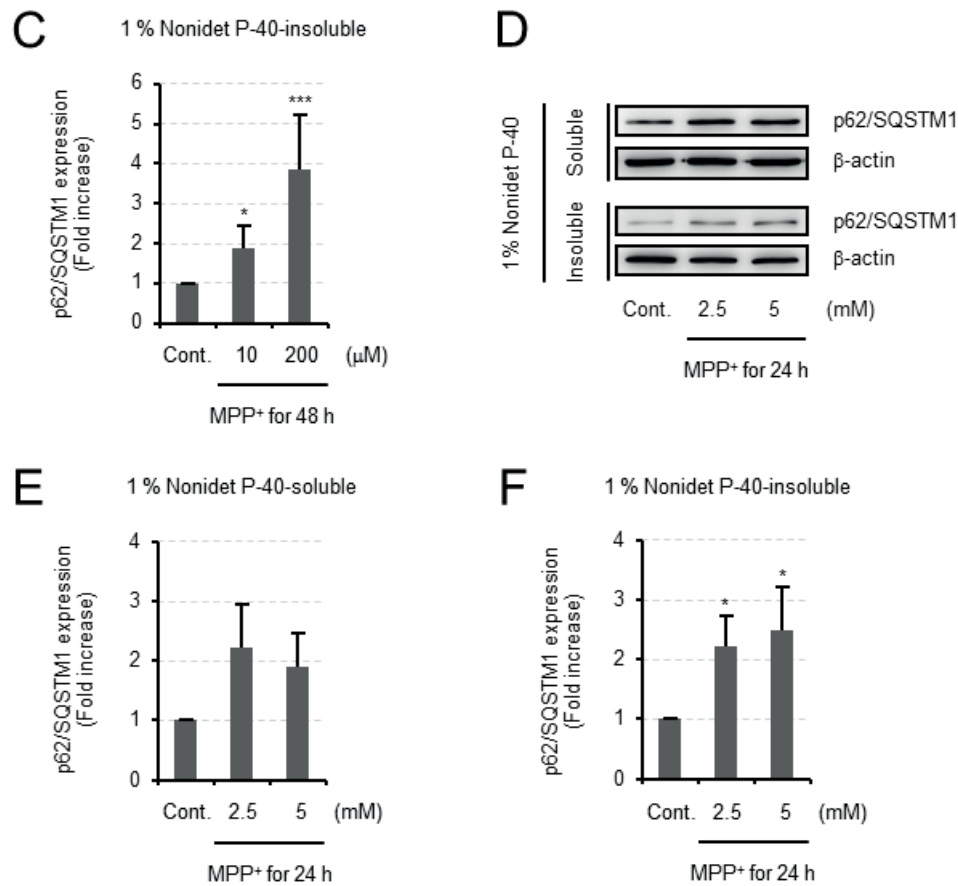 C
1 % Nonidet P-40-insoluble
p62/SQSTM1 expression
(Fold increase)
6
5
4
3
2
1
0
*
***
Cont. 10 200 (μM)
MPP⁺ for 48 h
D
1% Nonidet P-40
Soluble
p62/SQSTM1
β-actin
Insoluble
p62/SQSTM1
β-actin
Cont. 2.5 5 (mM)
MPP⁺ for 24 h
E
1 % Nonidet P-40-soluble
p62/SQSTM1 expression
(Fold increase)
4
3
2
1
0
Cont. 2.5 5 (mM)
MPP⁺ for 24 h
F
1 % Nonidet P-40-insoluble
p62/SQSTM1 expression
(Fold increase)
4
3
2
1
0
*
*
Cont. 2.5 5 (mM)
MPP⁺ for 24 h